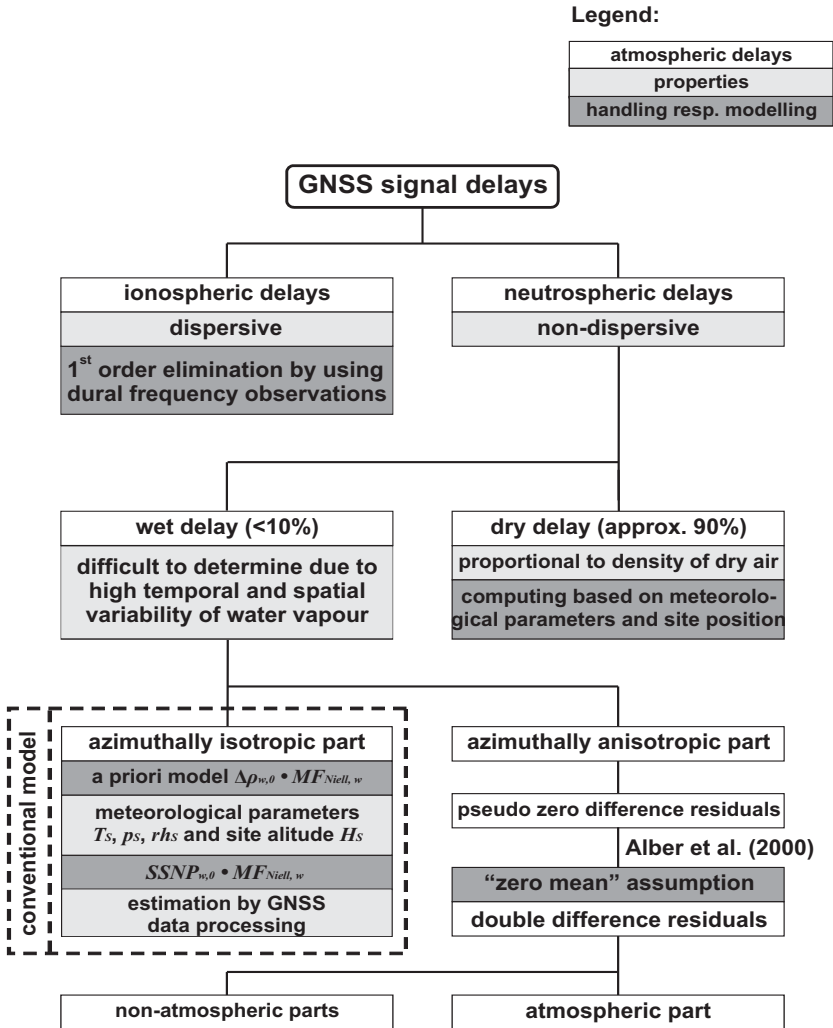 Legend:
atmospheric delays
properties
handling resp. modelling
GNSS signal delays
ionospheric delays
dispersive
1st order elimination by using
dural frequency observations
neutrospheric delays
non-dispersive
wet delay (<10%)
difficult to determine due to
high temporal and spatial
variability of water vapour
dry delay (approx. 90%)
proportional to density of dry air
computing based on meteorolo-
gical parameters and site position
conventional model
azimuthally isotropic part
a priori model Δρw,0 • MFNiell, w
meteorological parameters
TS, pS, rhS and site alitude HS
SSNPw,0 • MFNiell, w
estimation by GNSS
data processing
azimuthally anisotropic part
pseudo zero difference residuals
Alber et al. (2000)
“zero mean” assumption
double difference residuals
non-atmospheric parts
atmospheric part